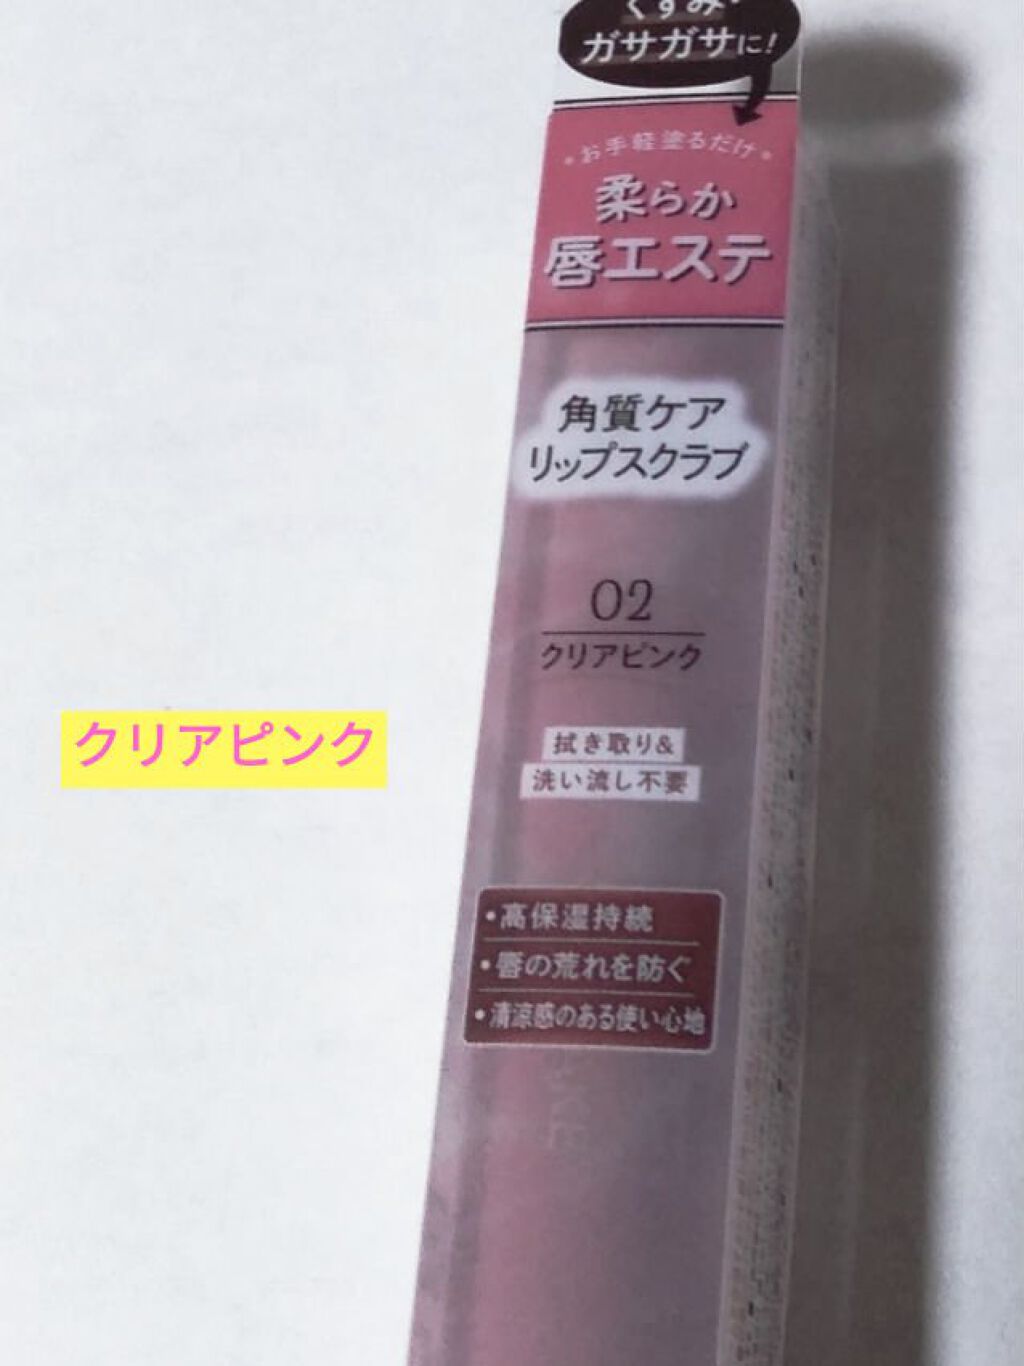 くすみ・
ガサガサに!
・お手軽塗るだけ・
柔らか
唇エステ
角質ケア
リップスクラブ
02
クリアピンク
クリアピンク
拭き取り&
洗い流し不要
・高保湿持続
・唇の荒れを防ぐ
・清涼感のある使い心地